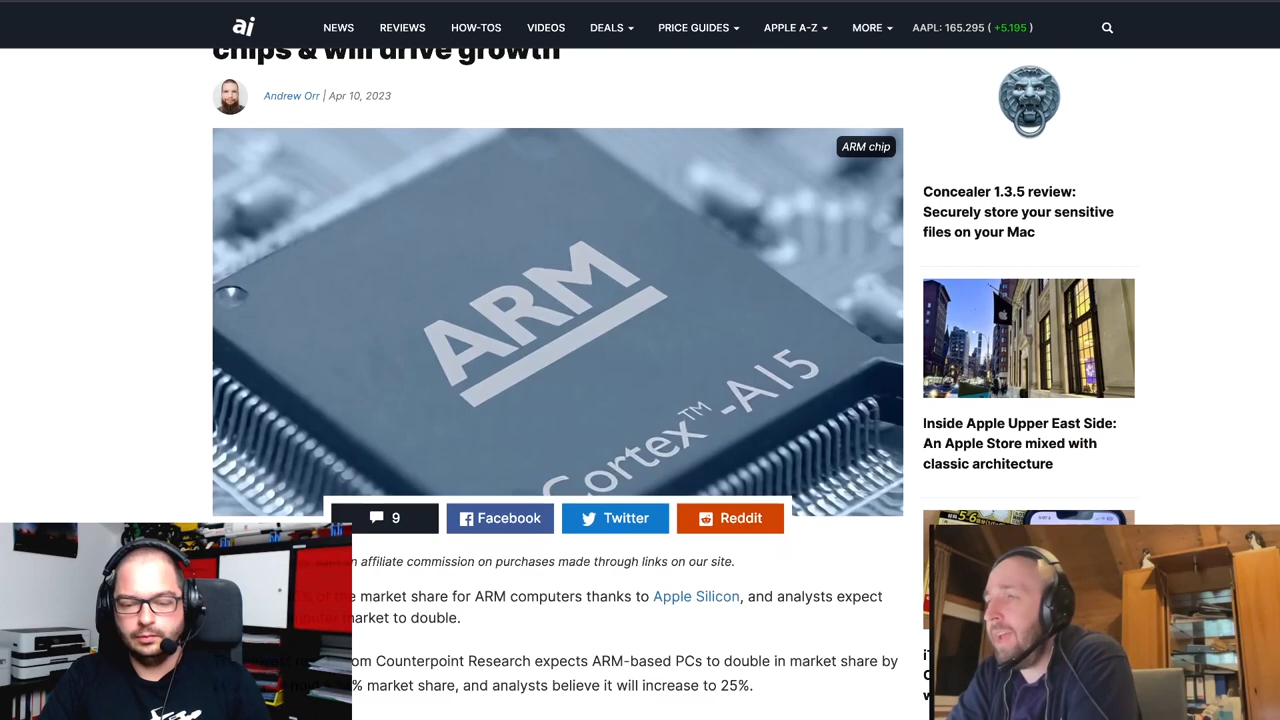 ai NEWS REVIEWS HOW-TOS VIDEOS DEALS PRICE GUIDES APPLE A-Z MORE AAPL: 165.295 ( +5.195 )
chips & will drive growth
Andrew Orr | Apr 10, 2023
ARM chip
ARM
Cortex™-A15
9 Facebook Twitter Reddit
an affiliate commission on purchases made through links on our site.
the market share for ARM computers thanks to Apple Silicon, and analysts expect
market to double.
from Counterpoint Research expects ARM-based PCs to double in market share by
% market share, and analysts believe it will increase to 25%.
Concealer 1.3.5 review:
Securely store your sensitive
files on your Mac
Inside Apple Upper East Side:
An Apple Store mixed with
classic architecture